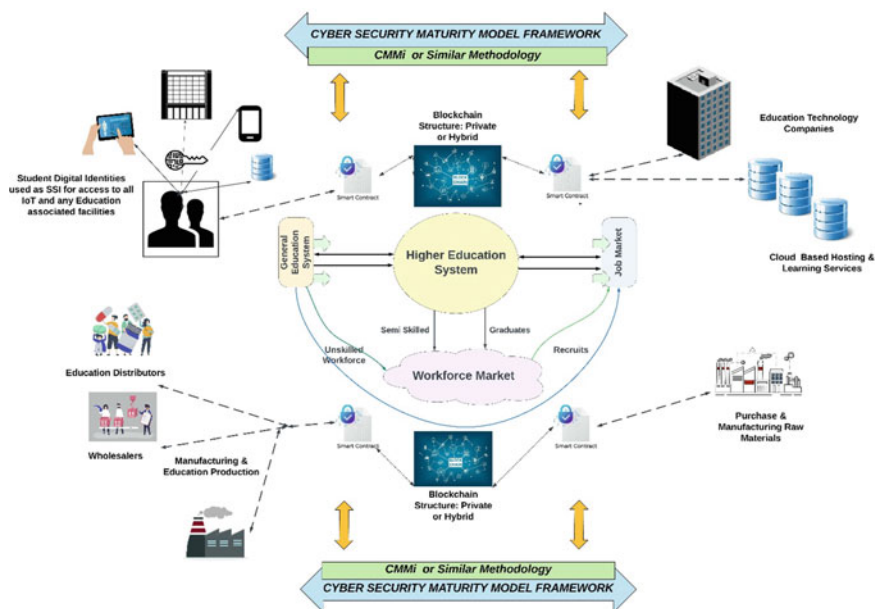 CYBER SECURITY MATURITY MODEL FRAMEWORK
CMMi or Similar Methodology
Blockchain
Structure: Private
or Hybrid
Education Technology
Companies
Student Digital Identities
used as SSI for access to all
IoT and any Education
associated facilities
Smart Contract
BLOCK
CHAIN
Smart Contract
Cloud Based Hosting &
Learning Services
General
Education
System
Higher Education
System
Job Market
Semi Skilled
Graduates
Unskilled
Workforce
Recruits
Workforce Market
Education Distributors
Wholesalers
Manufacturing &
Education Production
Smart Contract
BLOCK
CHAIN
Smart Contract
Purchase &
Manufacturing Raw
Materials
Blockchain
Structure: Private
or Hybrid
CMMi or Similar Methodology
CYBER SECURITY MATURITY MODEL FRAMEWORK